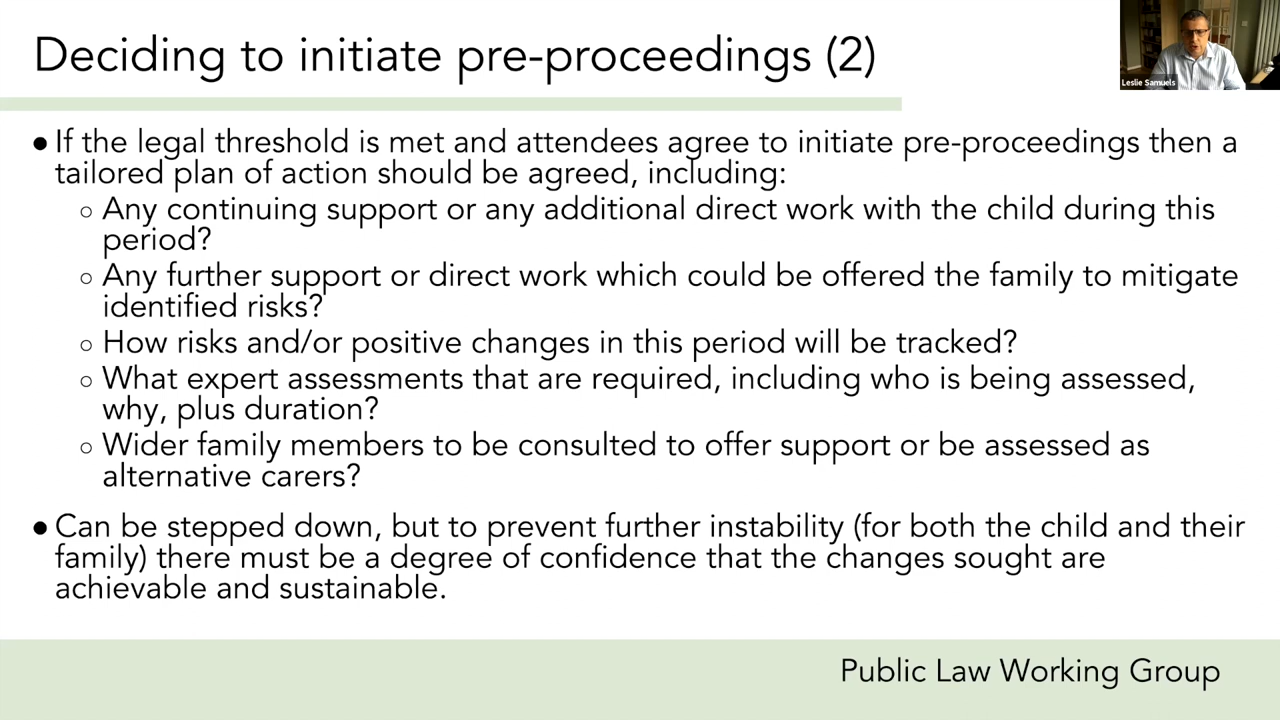 Deciding to initiate pre-proceedings (2)
Leslie Samuels
● If the legal threshold is met and attendees agree to initiate pre-proceedings then a
tailored plan of action should be agreed, including:
○ Any continuing support or any additional direct work with the child during this
period?
○ Any further support or direct work which could be offered the family to mitigate
identified risks?
○ How risks and/or positive changes in this period will be tracked?
○ What expert assessments that are required, including who is being assessed,
why, plus duration?
○ Wider family members to be consulted to offer support or be assessed as
alternative carers?
● Can be stepped down, but to prevent further instability (for both the child and their
family) there must be a degree of confidence that the changes sought are
achievable and sustainable.
Public Law Working Group